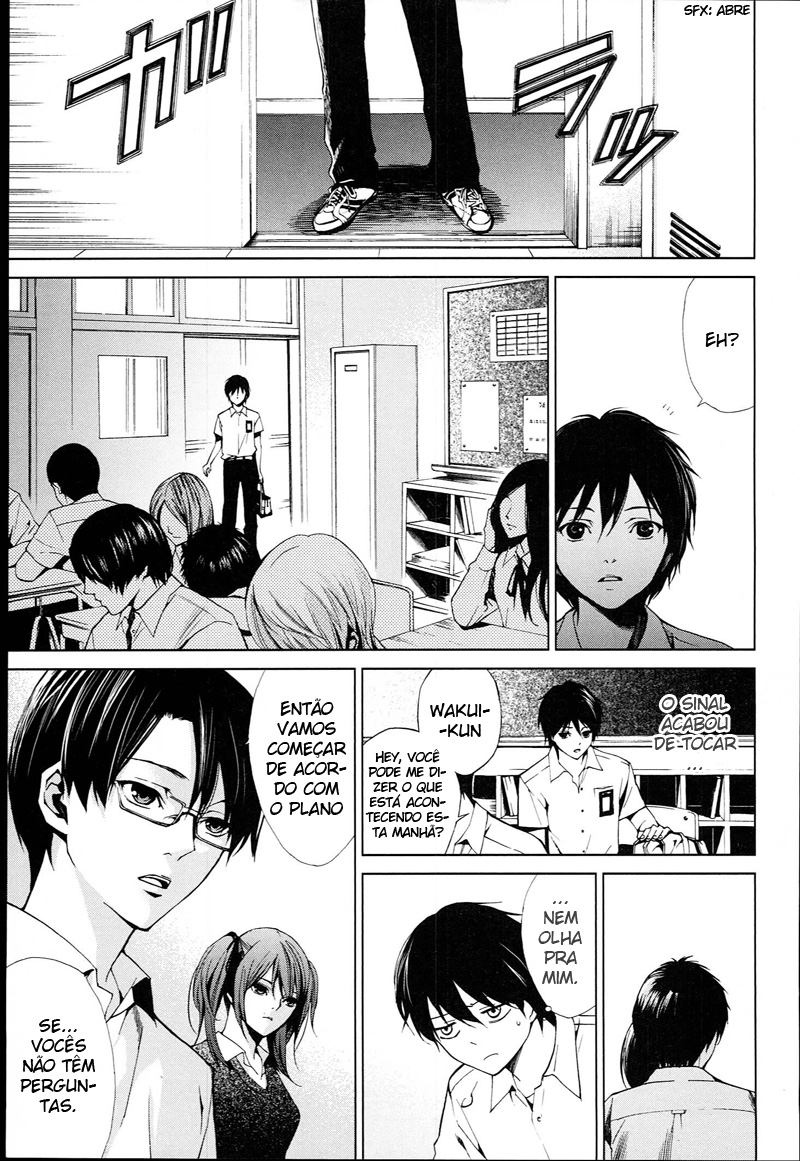 SFX: ABRE
ガラッ
ガッ
EH?
O SINAL
ACABOU
DE TOCAR
...
WAKUI-
-KUN
HEY, VOCÊ
PODE ME DI-
ZER O QUE
ESTÁ ACON-
TECENDO ES-
TA MANHÃ?
ENTÃO
VAMOS
COMEÇAR
DE ACOR-
DO COM
O PLANO
...
NEM
OLHA
PRA
MIM.
SE...
VOCÊS
NÃO TÊM
PERGUN-
TAS.